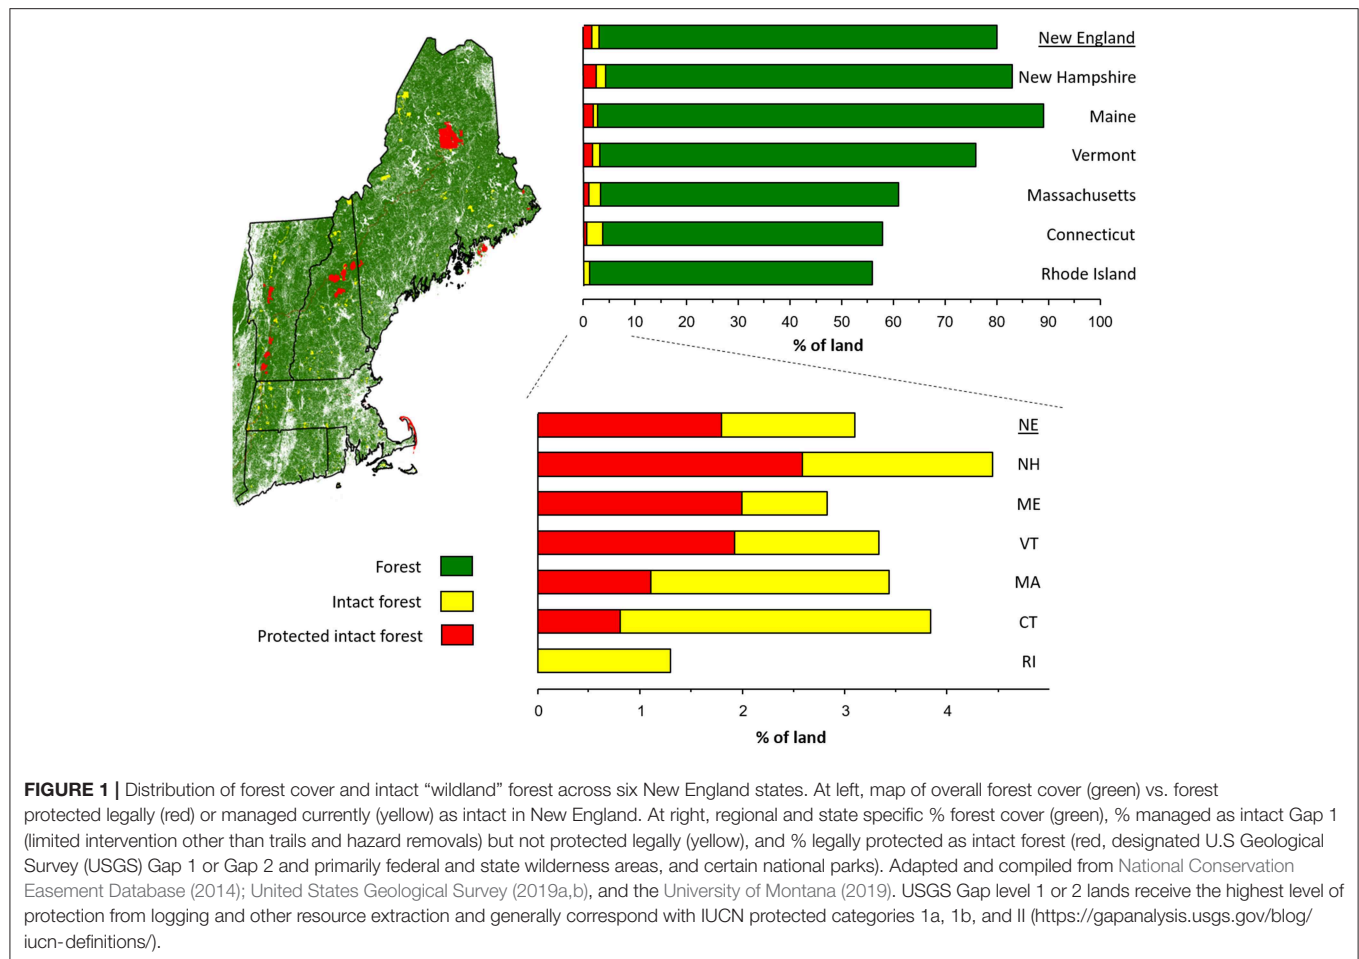 New England
New Hampshire
Maine
Vermont
Massachusetts
Connecticut
Rhode Island
0 10 20 30 40 50 60 70 80 90 100
% of land
NE
NH
ME
VT
MA
CT
RI
0 1 2 3 4
% of land
Forest
Intact forest
Protected intact forest
FIGURE 1 | Distribution of forest cover and intact “wildland” forest across six New England states. At left, map of overall forest cover (green) vs. forest
protected legally (red) or managed currently (yellow) as intact in New England. At right, regional and state specific % forest cover (green), % managed as intact Gap 1
(limited intervention other than trails and hazard removals) but not protected legally (yellow), and % legally protected as intact forest (red, designated U.S Geological
Survey (USGS) Gap 1 or Gap 2 and primarily federal and state wilderness areas, and certain national parks). Adapted and compiled from National Conservation
Easement Database (2014); United States Geological Survey (2019a,b), and the University of Montana (2019). USGS Gap level 1 or 2 lands receive the highest level of
protection from logging and other resource extraction and generally correspond with IUCN protected categories 1a, 1b, and II (https://gapanalysis.usgs.gov/blog/
iucn-definitions/).